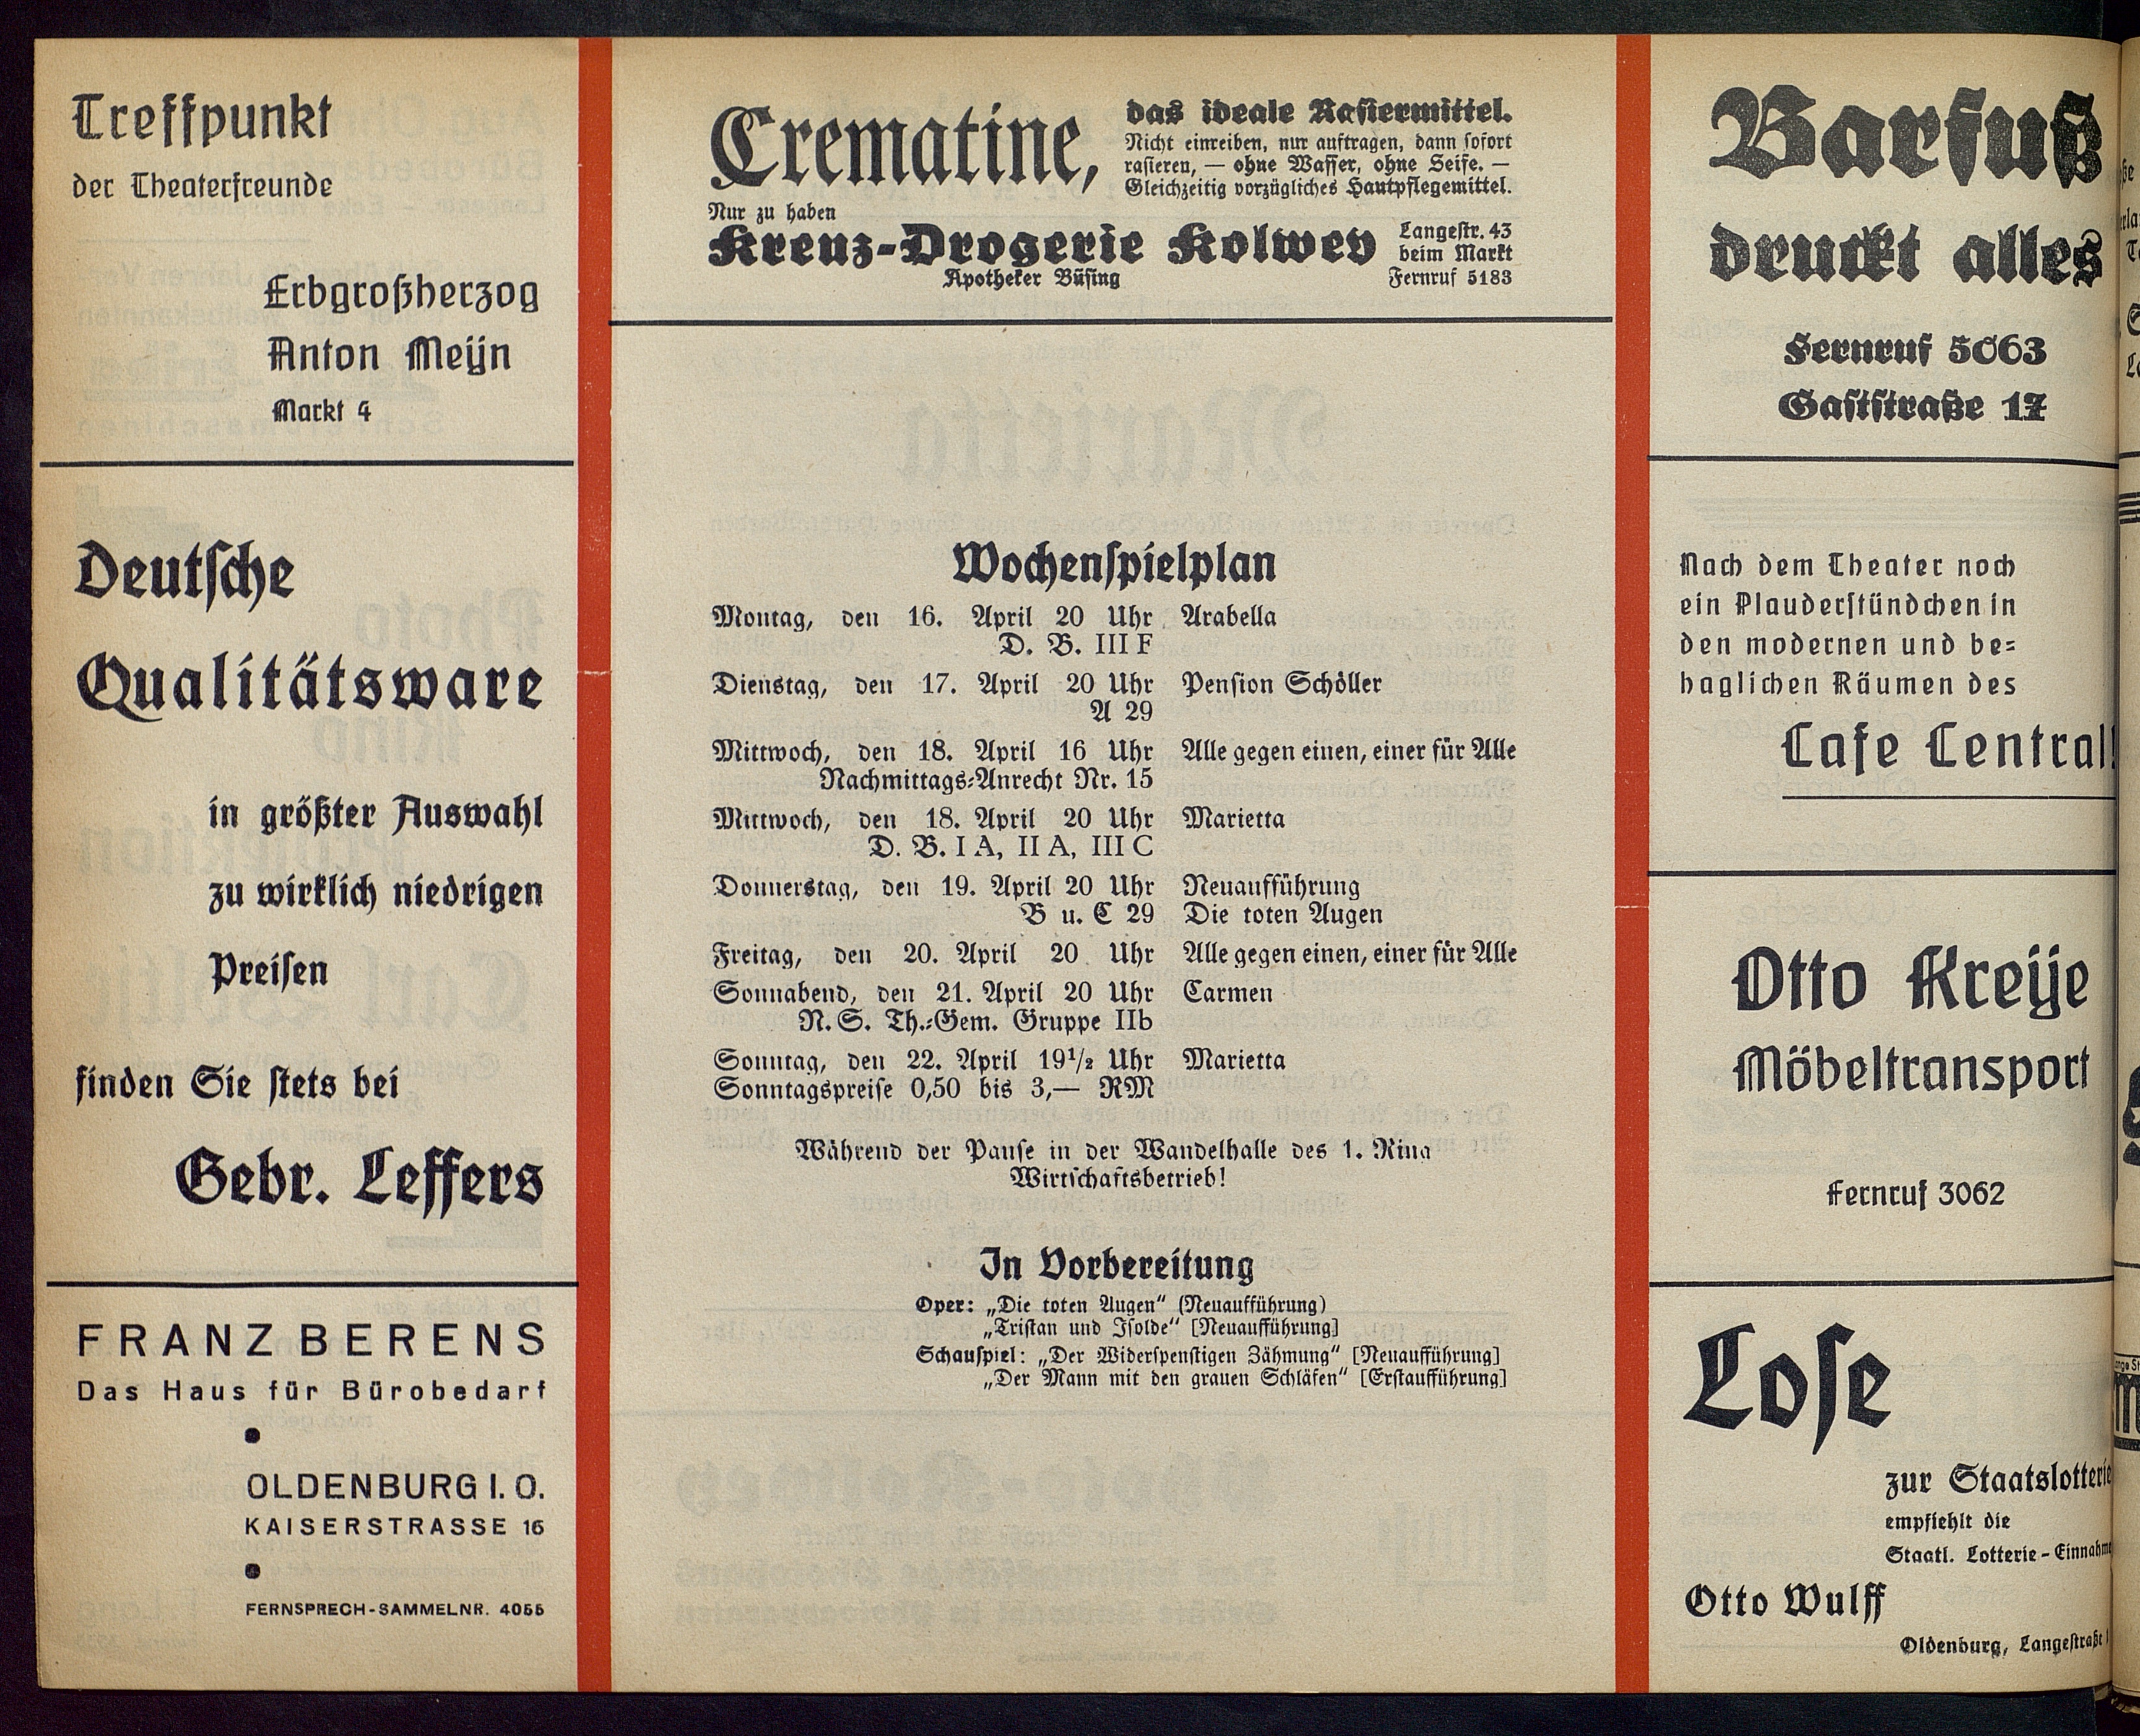 Treffpunkt
der Theaterfreunde
Erbgroßherzog
Anton Meijn
Markt 4
Deutsche
Qualitätsware
in größter Auswahl
zu wirklich niedrigen
Preisen
finden Sie stets bei
Gebr. Leffers
FRANZ BERENS
Das Haus für Bürobedarf
OLDENBURG I. O.
KAISERSTRASSE 16
FERNSPRECH-SAMMELNR. 4055
Crematine,
das ideale Rasiermittel.
Nicht einreiben, nur auftragen, dann sofort
rasieren, — ohne Wasser, ohne Seife. —
Gleichzeitig vorzügliches Hautpflegemittel.
Nur zu haben
Kreuz-Drogerie Kolwey
Apotheker Büsing
Langestr. 43
beim Markt
Fernruf 5183
Wochenspielplan
Montag, den 16. April 20 Uhr Arabella
D. B. III F
Dienstag, den 17. April 20 Uhr Pension Schöller
A 29
Mittwoch, den 18. April 16 Uhr Alle gegen einen, einer für Alle
Nachmittags-Anrecht Nr. 15
Mittwoch, den 18. April 20 Uhr Marietta
D. B. I A, II A, III C
Donnerstag, den 19. April 20 Uhr Neuaufführung
B u. C 29 Die toten Augen
Freitag, den 20. April 20 Uhr Alle gegen einen, einer für Alle
Sonnabend, den 21. April 20 Uhr Carmen
N. S. Th.-Gem. Gruppe IIb
Sonntag, den 22. April 19½ Uhr Marietta
Sonntagspreise 0,50 bis 3,— RM
Während der Pause in der Wandelhalle des 1. Ring
Wirtschaftsbetrieb!
In Vorbereitung
Oper: „Die toten Augen“ (Neuaufführung)
„Tristan und Isolde“ [Neuaufführung]
Schauspiel: „Der Widerspenstigen Zähmung“ [Neuaufführung]
„Der Mann mit den grauen Schläfen“ [Erstaufführung]
Barfuß
druckt alles
Fernruf 5063
Gaststraße 17
Nach dem Theater noch
ein Plauderstündchen in
den modernen und be-
haglichen Räumen des
Cafe Central!
Otto Kreije
Möbeltransport
Fernruf 3062
Lose
zur Staatslotterie
empfiehlt die
Staatl. Lotterie-Einnahme
Otto Wulff
Oldenburg, Langestraße